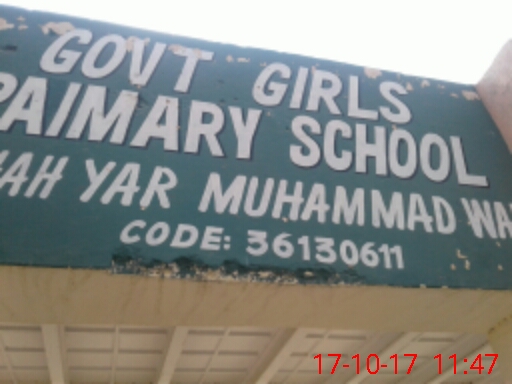 GOVT GIRLS
PAIMARY SCHOOL
YAR MUHAMMAD
CODE: 36130611
17-10-17 11:47